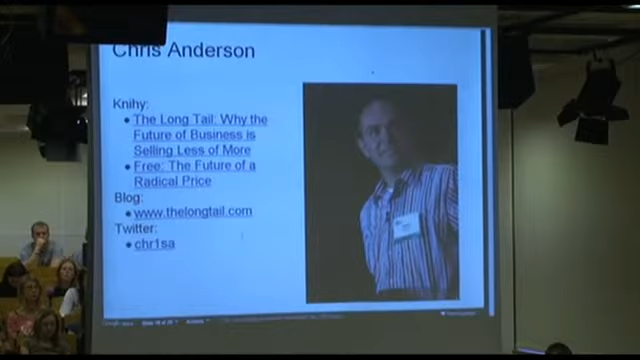 Chris Anderson
Knihy:
The Long Tail: Why the
Future of Business is
Selling Less of More
Free: The Future of a
Radical Price
Blog:
www.thelongtail.com
Twitter:
chr1sa